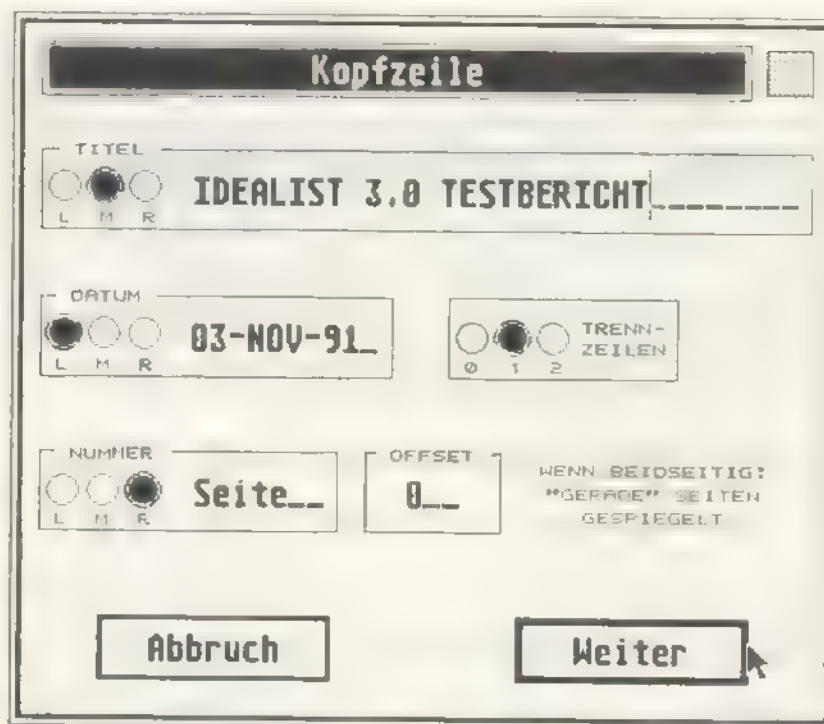 Kopfzeile
TITEL
IDEALIST 3.0 TESTBERICHT
L M R
DATUM
03-NOV-91
L M R
TRENN-
ZEILEN
0 1 2
NUMMER
Seite
L M R
OFFSET
0
WENN BEIDSEITIG:
"GERADE" SEITEN
GESPIEGELT
Abbruch
Weiter